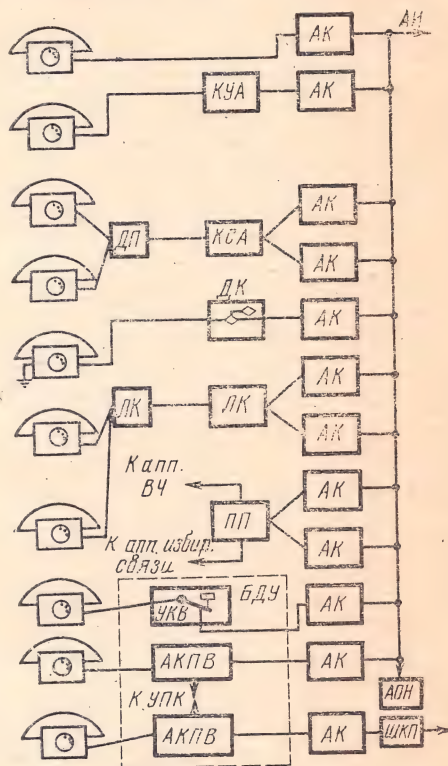 АК
АИ
КУА
АК
АК
ДП
КСА
АК
ДК
АК
АК
ЛК
ЛК
АК
К апп.
ВЧ
АК
ПП
АК
К апп. избир.
связи
БДУ
УКВ
АК
АКПВ
АК
АОН
К УПК
АКПВ
АК
ШКП